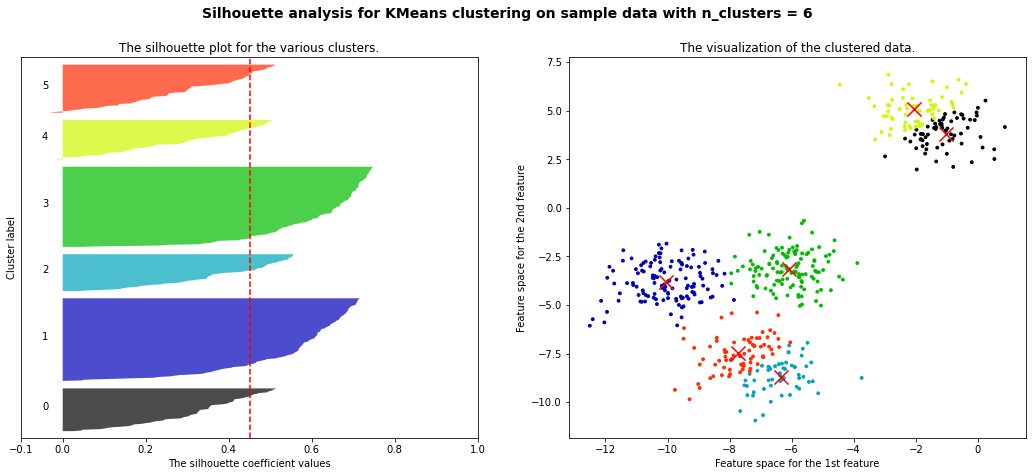 Silhouette analysis for KMeans clustering on sample data with n_clusters = 6
The silhouette plot for the various clusters.
Cluster label
5
4
3
2
1
0
−0.1 0.0 0.2 0.4 0.6 0.8 1.0
The silhouette coefficient values
The visualization of the clustered data.
Feature space for the 2nd feature
7.5
5.0
2.5
0.0
−2.5
−5.0
−7.5
−10.0
−12 −10 −8 −6 −4 −2 0
Feature space for the 1st feature